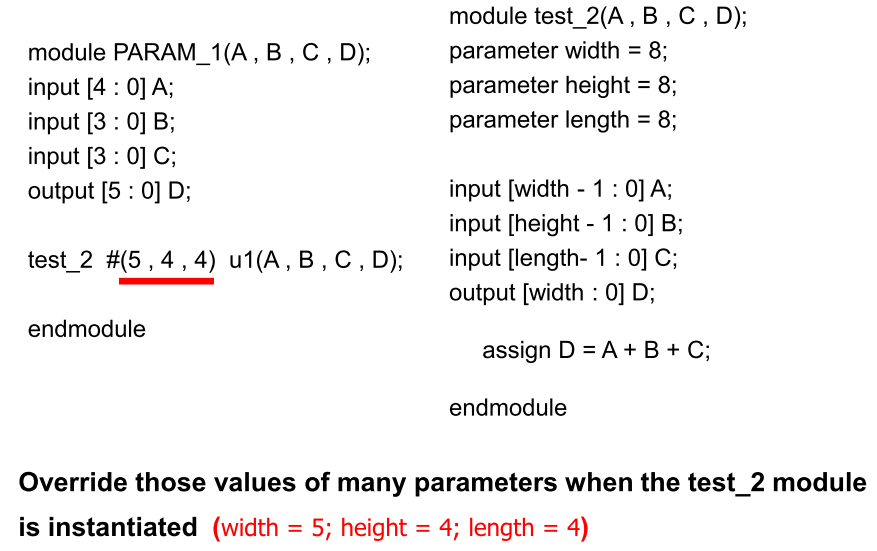 module PARAM_1(A , B , C , D);
input [4 : 0] A;
input [3 : 0] B;
input [3 : 0] C;
output [5 : 0] D;
test_2 #(5 , 4 , 4) u1(A , B , C , D);
endmodule
module test_2(A , B , C , D);
parameter width = 8;
parameter height = 8;
parameter length = 8;
input [width - 1 : 0] A;
input [height - 1 : 0] B;
input [length- 1 : 0] C;
output [width : 0] D;
assign D = A + B + C;
endmodule
Override those values of many parameters when the test_2 module
is instantiated (width = 5; height = 4; length = 4)